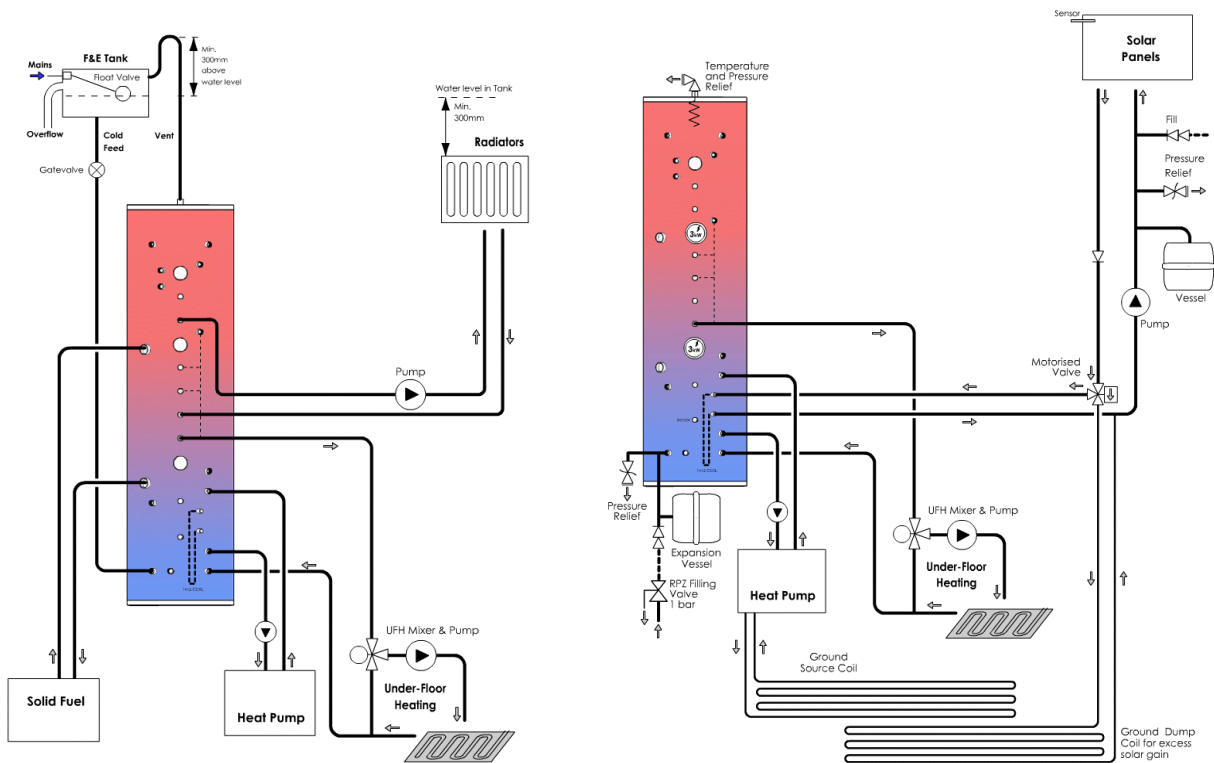 F&E Tank
Mains
Float Valve
Min.
300mm
above
water level
Overflow
Cold
Feed
Vent
Gatevalve
Water level in Tank
Min.
300mm
Radiators
Pump
UFH Mixer & Pump
Under-Floor
Heating
Solid Fuel
Heat Pump
Temperature
and Pressure
Relief
3kW
3kW
Sensor
Solar
Panels
Fill
Pressure
Relief
Vessel
Pump
Motorised
Valve
Pressure
Relief
Expansion
Vessel
RPZ Filling
Valve
1 bar
Heat Pump
UFH Mixer & Pump
Under-Floor
Heating
Ground
Source Coil
Ground Dump
Coil for excess
solar gain